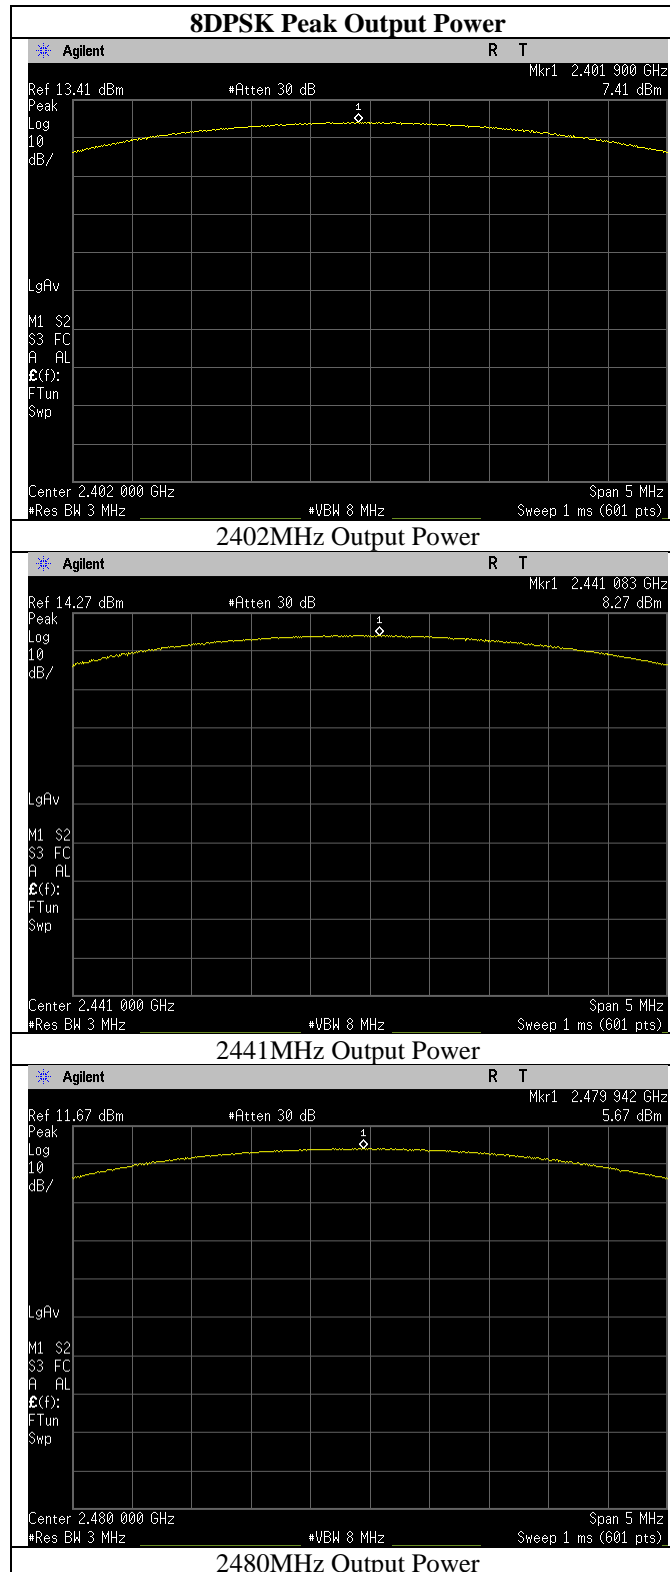 8DPSK Peak Output Power
Agilent R T
Mkr1 2.401 900 GHz
Ref 13.41 dBm #Atten 30 dB 7.41 dBm
Peak
Log
10
dB/
1
LgAv
M1 S2
S3 FC
A AL
£(f):
FTun
Swp
Center 2.402 000 GHz Span 5 MHz
#Res BW 3 MHz #VBW 8 MHz Sweep 1 ms (601 pts)
2402MHz Output Power
Agilent R T
Mkr1 2.441 083 GHz
Ref 14.27 dBm #Atten 30 dB 8.27 dBm
Peak
Log
10
dB/
1
LgAv
M1 S2
S3 FC
A AL
£(f):
FTun
Swp
Center 2.441 000 GHz Span 5 MHz
#Res BW 3 MHz #VBW 8 MHz Sweep 1 ms (601 pts)
2441MHz Output Power
Agilent R T
Mkr1 2.479 942 GHz
Ref 11.67 dBm #Atten 30 dB 5.67 dBm
Peak
Log
10
dB/
1
LgAv
M1 S2
S3 FC
A AL
£(f):
FTun
Swp
Center 2.480 000 GHz Span 5 MHz
#Res BW 3 MHz #VBW 8 MHz Sweep 1 ms (601 pts)
2480MHz Output Power